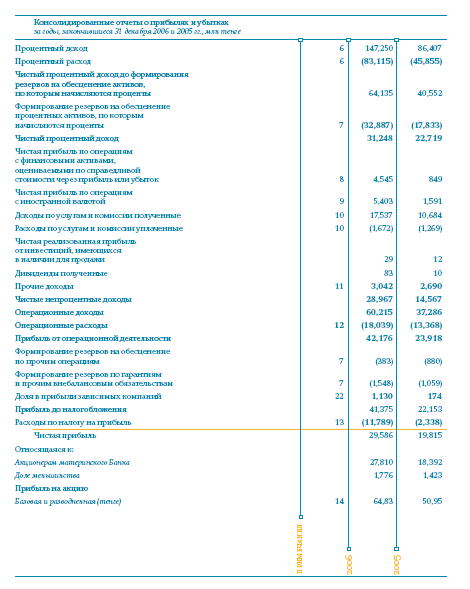 Консолидированные отчеты о прибылях и убытках
за годы, закончившиеся 31 декабря 2006 и 2005 гг., млн тенге
Процентный доход 6 147,250 86,407
Процентный расход 6 (83,115) (45,855)
Чистый процентный доход до формирования
резервов на обесценение активов,
по которым начисляются проценты 64,135 40,552
Формирование резервов на обесценение
процентных активов, по которым
начисляются проценты 7 (32,887) (17,833)
Чистый процентный доход 31,248 22,719
Чистая прибыль по операциям
с финансовыми активами,
оцениваемыми по справедливой
стоимости через прибыль или убыток 8 4,545 849
Чистая прибыль по операциям
с иностранной валютой 9 5,403 1,591
Доходы по услугам и комиссии полученные 10 17,537 10,684
Расходы по услугам и комиссии уплаченные 10 (1,672) (1,269)
Чистая реализованная прибыль
от инвестиций, имеющихся
в наличии для продажи 29 12
Дивиденды полученные 83 10
Прочие доходы 11 3,042 2,690
Чистые непроцентные доходы 28,967 14,567
Операционные доходы 60,215 37,286
Операционные расходы 12 (18,039) (13,368)
Прибыль от операционной деятельности 42,176 23,918
Формирование резервов на обесценение
по прочим операциям 7 (383) (880)
Формирование резервов по гарантиям
и прочим внебалансовым обязательствам 7 (1,548) (1,059)
Доля в прибыли зависимых компаний 22 1,130 174
Прибыль до налогобложения 41,375 22,153
Расходы по налогу на прибыль 13 (11,789) (2,338)
Чистая прибыль 29,586 19,815
Относящаяся к:
Акционерам материнского Банка 27,810 18,392
Доле меньшинства 1,776 1,423
Прибыль на акцию
Базовая и разводненная (тенге) 14 64,83 50,95
ПРИМЕЧАНИЯ
2006
2005